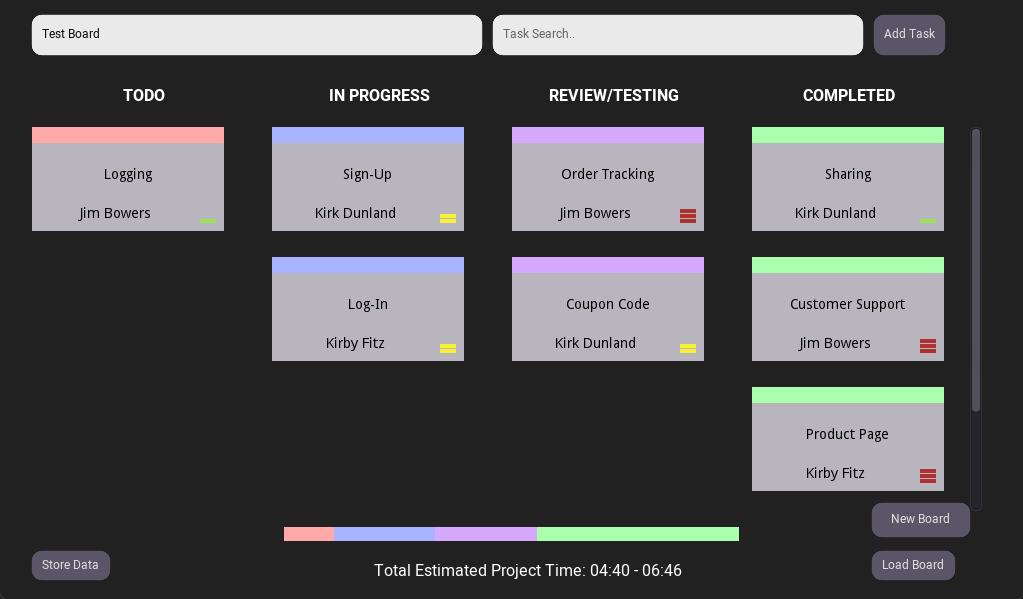 Test Board
Task Search..
Add Task
TODO
IN PROGRESS
REVIEW/TESTING
COMPLETED
Logging
Jim Bowers
Sign-Up
Kirk Dunland
Order Tracking
Jim Bowers
Sharing
Kirk Dunland
Log-In
Kirby Fitz
Coupon Code
Kirk Dunland
Customer Support
Jim Bowers
Product Page
Kirby Fitz
New Board
Store Data
Total Estimated Project Time: 04:40 - 06:46
Load Board